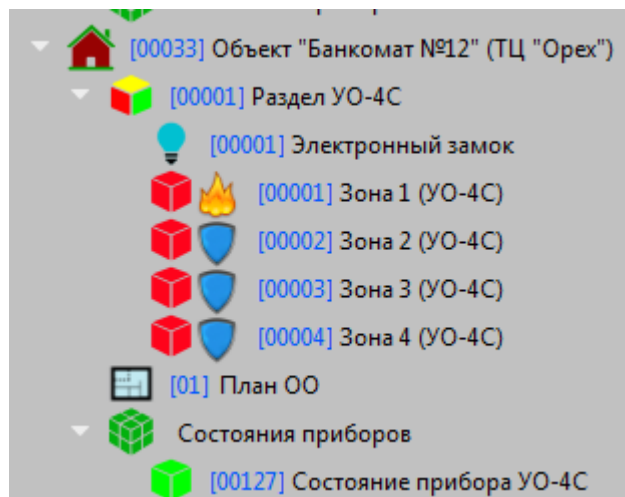 [00033] Объект "Банкомат №12" (ТЦ "Орех")
[00001] Раздел УО-4С
[00001] Электронный замок
[00001] Зона 1 (УО-4С)
[00002] Зона 2 (УО-4С)
[00003] Зона 3 (УО-4С)
[00004] Зона 4 (УО-4С)
[01] План ОО
Состояния приборов
[00127] Состояние прибора УО-4С